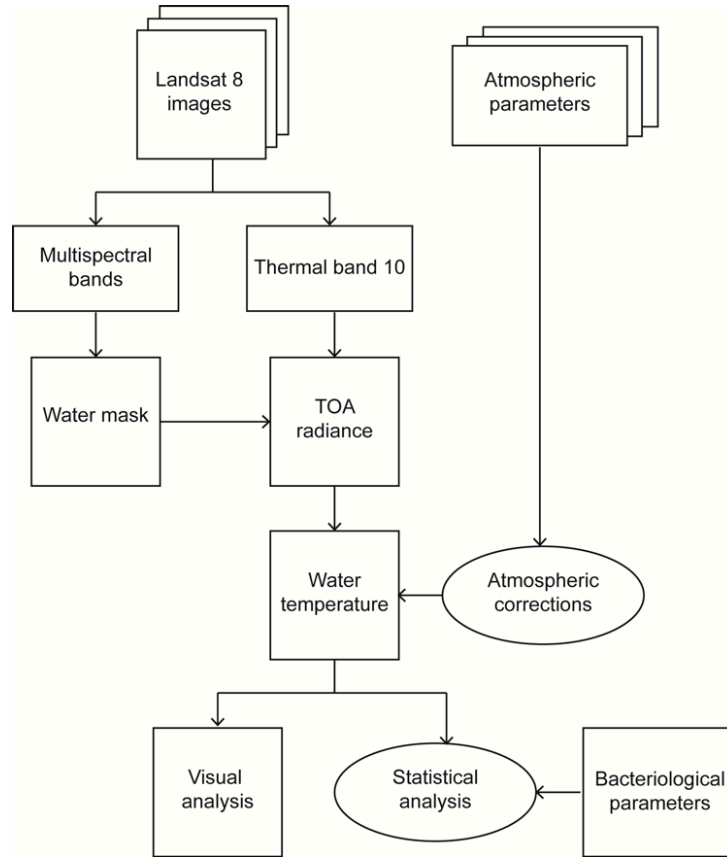 Landsat 8
images
Atmospheric
parameters
Multispectral
bands
Thermal band 10
Water mask
TOA
radiance
Water
temperature
Atmospheric
corrections
Visual
analysis
Statistical
analysis
Bacteriological
parameters